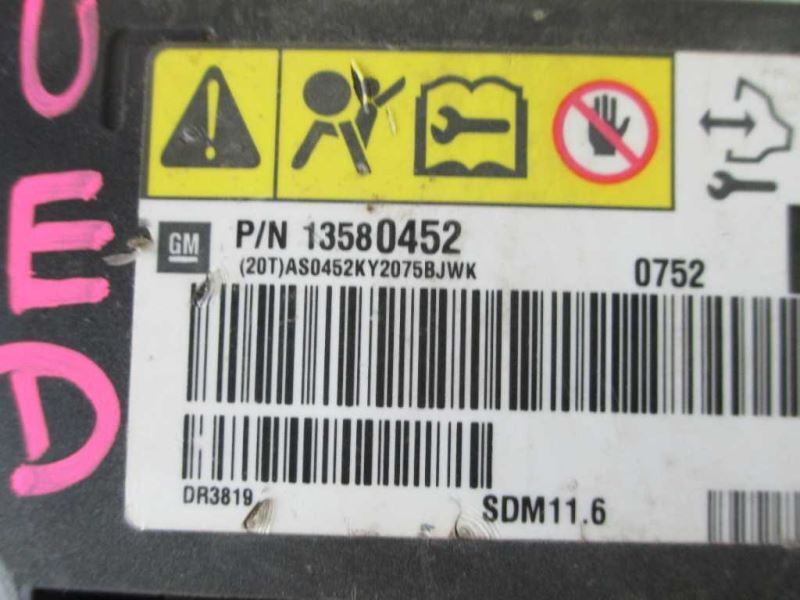 U
E
D
GM P/N 13580452
(20T)AS0452KY2075BJWK 0752
DR3819
SDM11.6